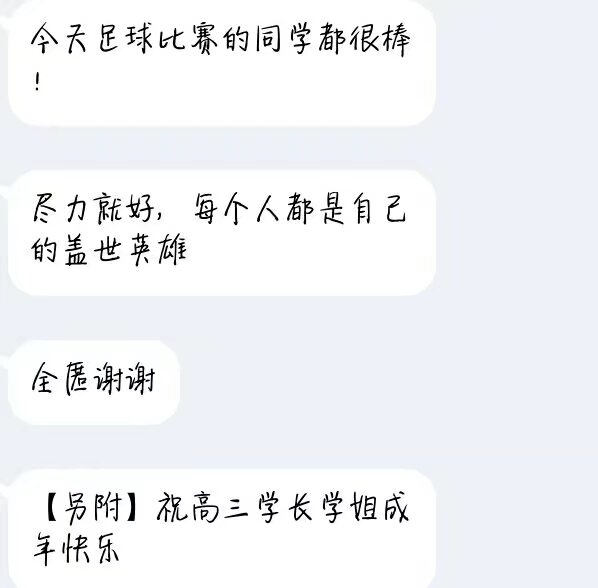 今天足球比赛的同学都很棒
！
尽力就好，每个人都是自己
的盖世英雄
全匿谢谢
【另附】祝高三学长学姐成
年快乐